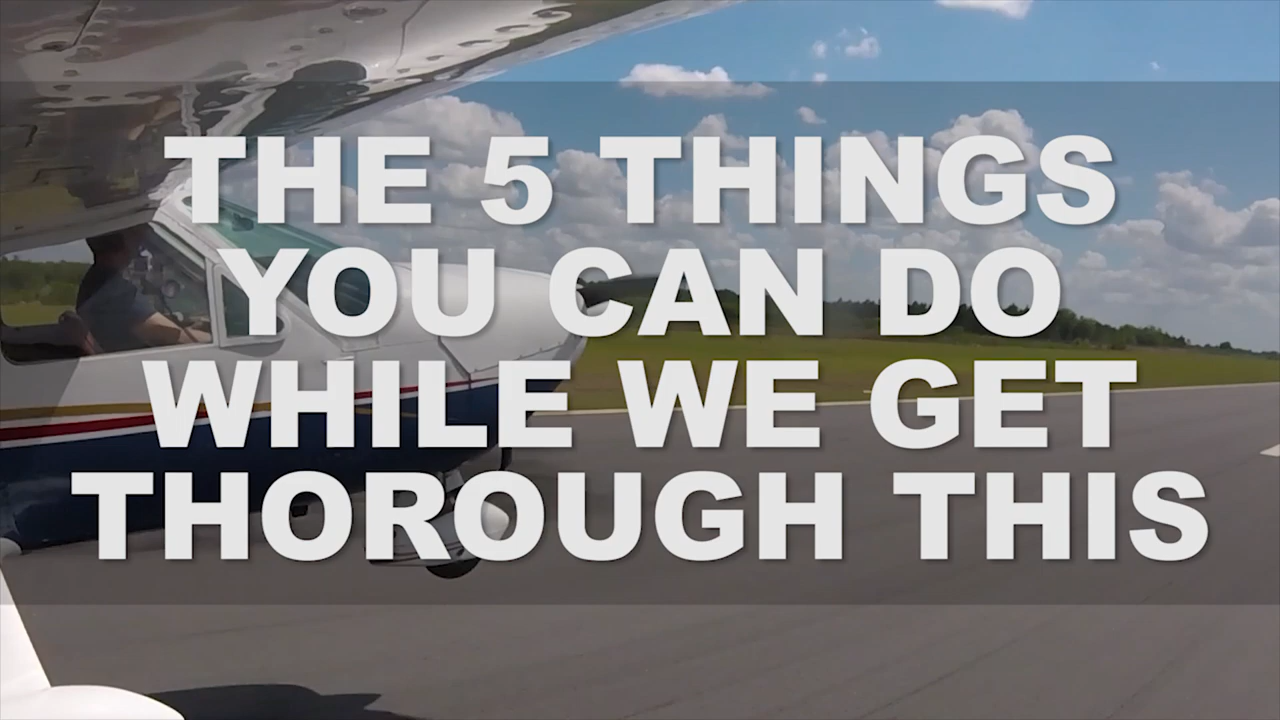 THE 5 THINGS
YOU CAN DO
WHILE WE GET
THOROUGH THIS